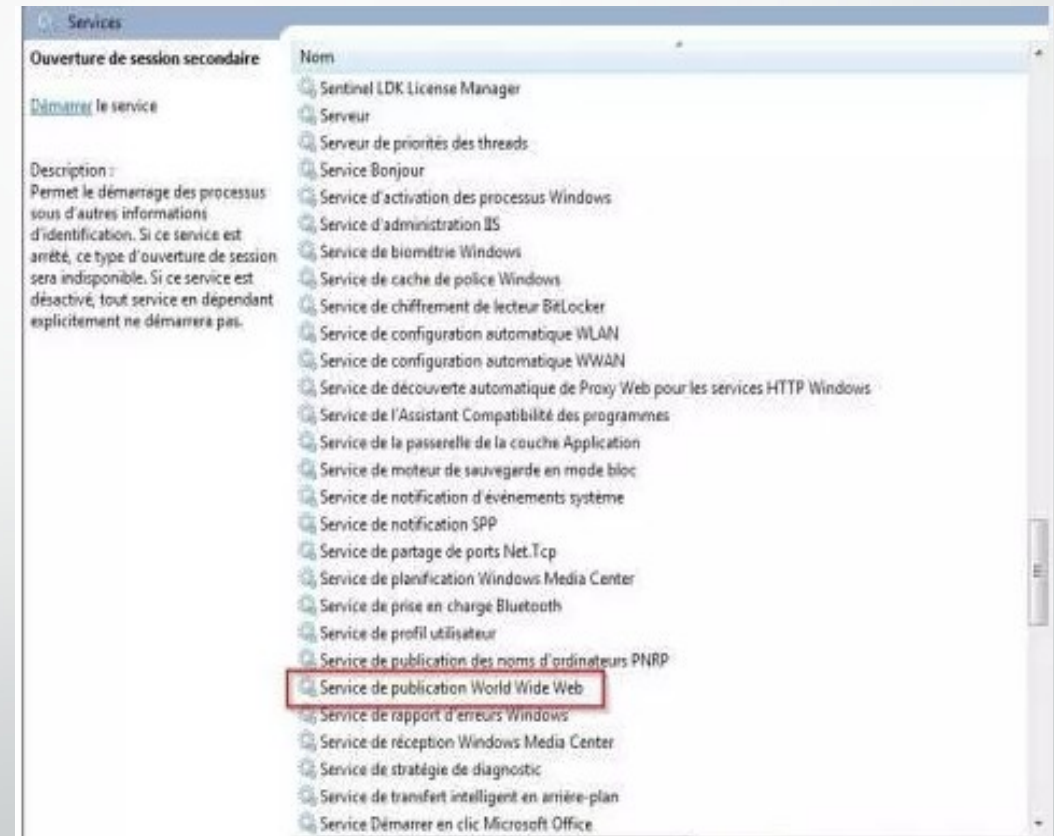 Services
Ouverture de session secondaire
Démarrer le service
Description :
Permet le démarrage des processus
sous d'autres informations
d'identification. Si ce service est
arrêté, ce type d'ouverture de session
sera indisponible. Si ce service est
désactivé, tout service en dépendant
explicitement ne démarrera pas.
Nom
Sentinel LDK License Manager
Serveur
Serveur de priorités des threads
Service Bonjour
Service d'activation des processus Windows
Service d'administration IIS
Service de biométrie Windows
Service de cache de police Windows
Service de chiffrement de lecteur BitLocker
Service de configuration automatique WLAN
Service de configuration automatique WWAN
Service de découverte automatique de Proxy Web pour les services HTTP Windows
Service de l'Assistant Compatibilité des programmes
Service de la passerelle de la couche Application
Service de moteur de sauvegarde en mode bloc
Service de notification d'événements système
Service de notification SPP
Service de partage de ports Net.Tcp
Service de planification Windows Media Center
Service de prise en charge Bluetooth
Service de profil utilisateur
Service de publication des noms d'ordinateurs PNRP
Service de publication World Wide Web
Service de rapport d'erreurs Windows
Service de réception Windows Media Center
Service de stratégie de diagnostic
Service de transfert intelligent en arrière-plan
Service Démarrer en clic Microsoft Office